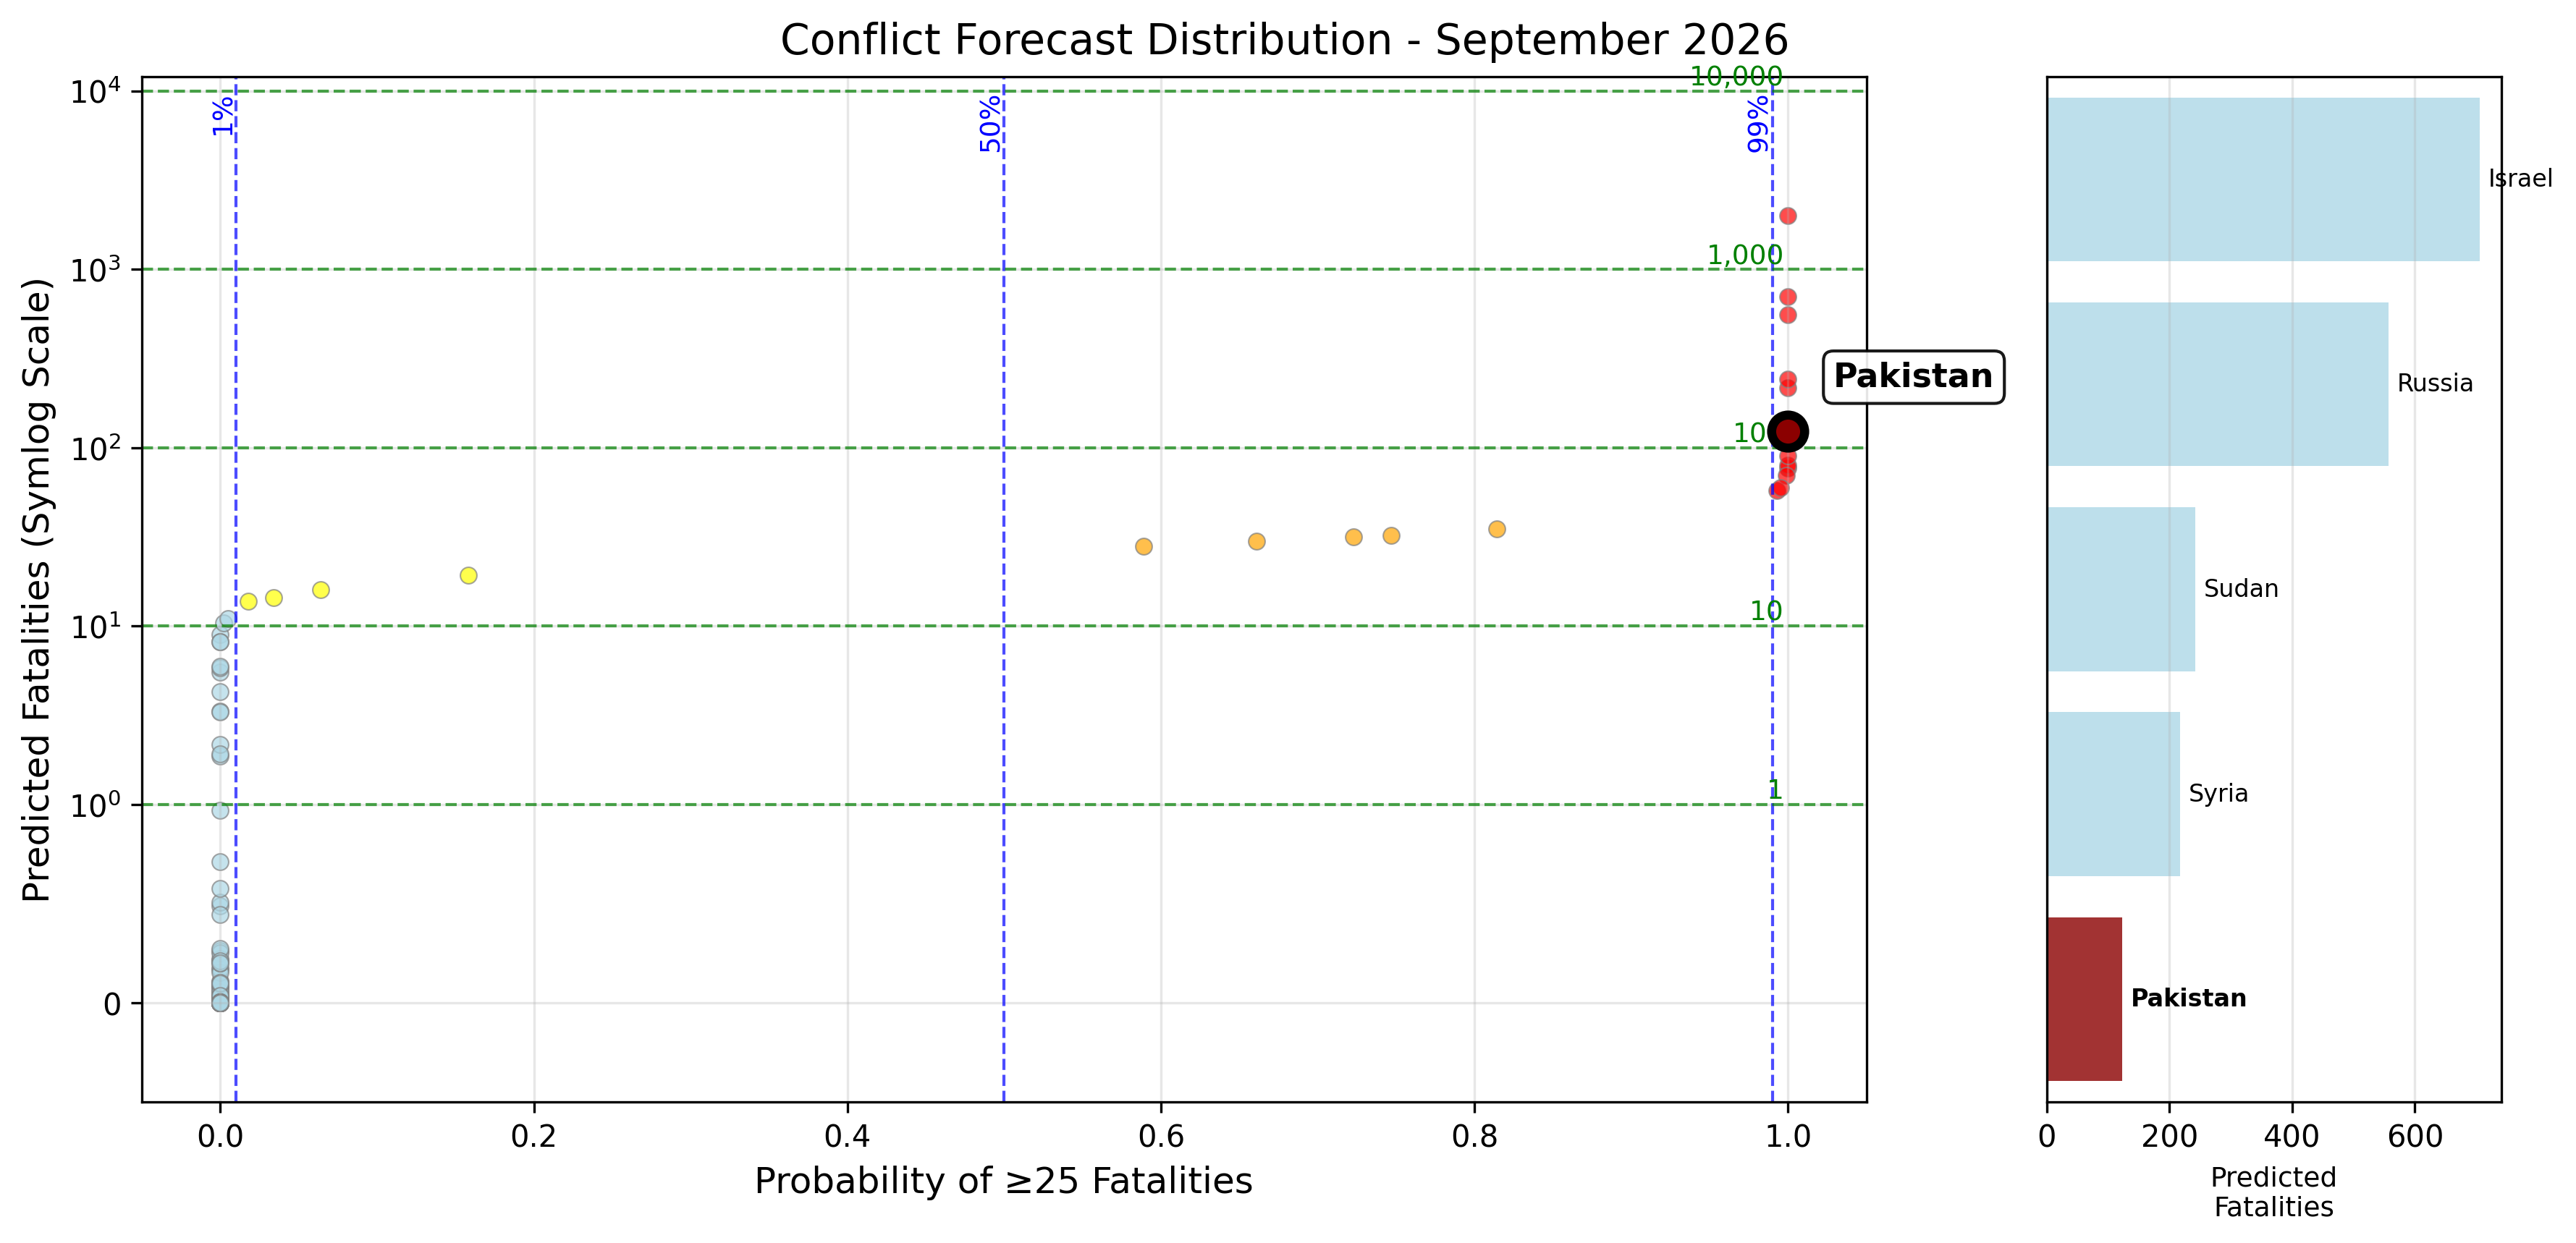 Conflict Forecast Distribution - September 2026
Predicted Fatalities (Symlog Scale)
10⁴
10³
10²
10¹
10⁰
0
1%
50%
99%
10,000
1,000
10
10
1
Pakistan
0.0 0.2 0.4 0.6 0.8 1.0
Probability of ≥25 Fatalities
Israel
Russia
Sudan
Syria
Pakistan
0 200 400 600
Predicted
Fatalities